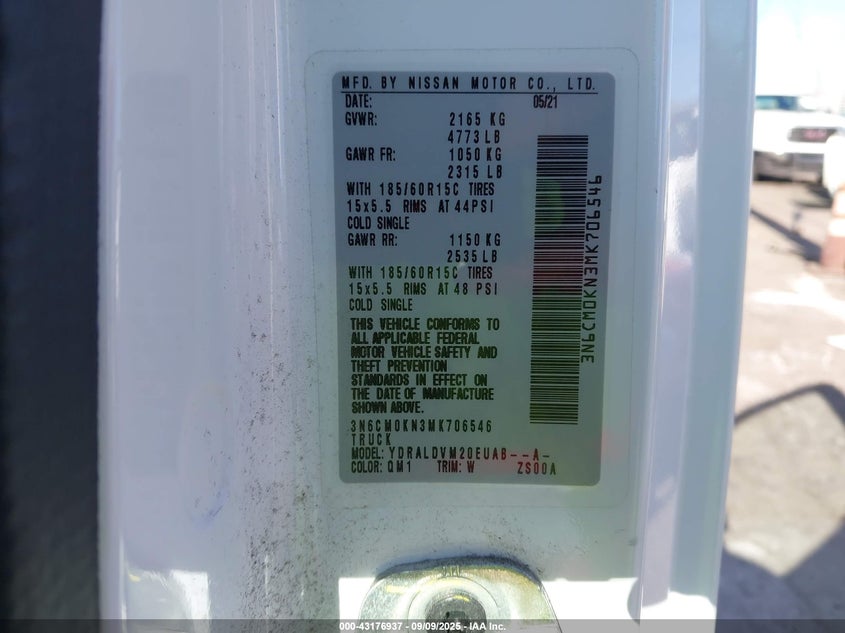 MFD. BY NISSAN MOTOR CO., LTD.
DATE: 05/21
GVWR: 2165 KG
4773 LB
GAWR FR: 1050 KG
2315 LB
WITH 185/60R15C TIRES
15x5.5 RIMS AT 44PSI
COLD SINGLE
GAWR RR: 1150 KG
2535 LB
WITH 185/60R15C TIRES
15x5.5 RIMS AT 48 PSI
COLD SINGLE
THIS VEHICLE CONFORMS TO
ALL APPLICABLE FEDERAL
MOTOR VEHICLE SAFETY AND
THEFT PREVENTION
STANDARDS IN EFFECT ON
THE DATE OF MANUFACTURE
SHOWN ABOVE.
3N6CM0KN3MK706546
TRUCK
MODEL: YDRALDVM20EUAB--A-
COLOR: QM1 TRIM: W ZS00A
3N6CM0KN3MK706546
000-43176937 - 09/09/2025 - IAA, Inc.